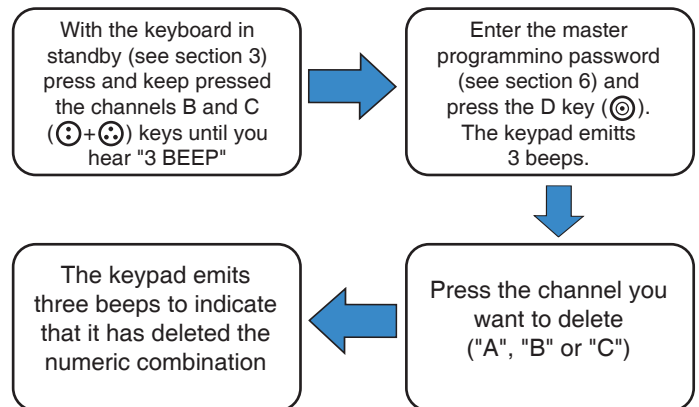 With the keyboard in
standby (see section 3)
press and keep pressed
the channels B and C
(+) keys until you
hear "3 BEEP"
Enter the master
programmino password
(see section 6) and
press the D key ().
The keypad emitts
3 beeps.
Press the channel you
want to delete
("A", "B" or "C")
The keypad emits
three beeps to indicate
that it has deleted the
numeric combination